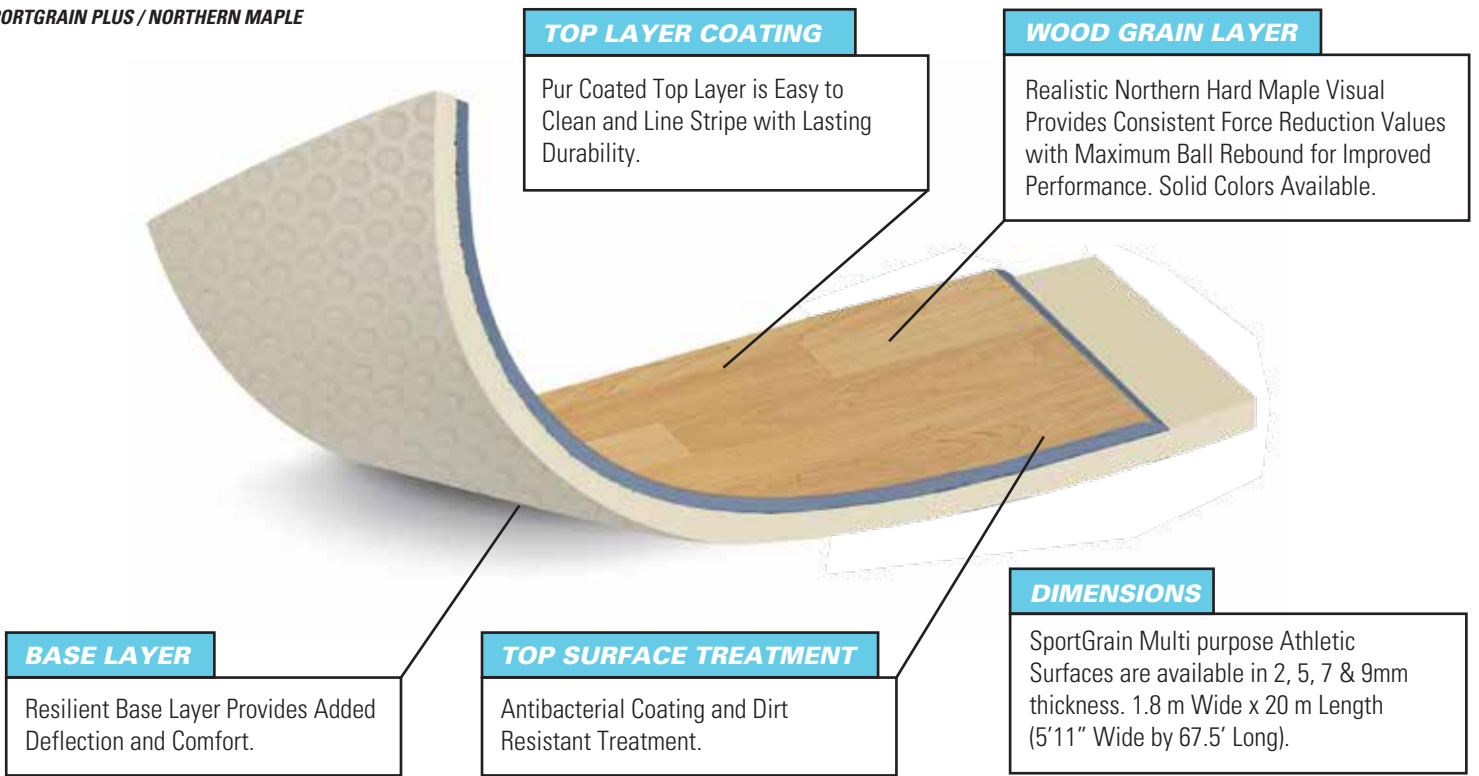 PORTGRAIN PLUS / NORTHERN MAPLE
TOP LAYER COATING
Pur Coated Top Layer is Easy to
Clean and Line Stripe with Lasting
Durability.
WOOD GRAIN LAYER
Realistic Northern Hard Maple Visual
Provides Consistent Force Reduction Values
with Maximum Ball Rebound for Improved
Performance. Solid Colors Available.
BASE LAYER
Resilient Base Layer Provides Added
Deflection and Comfort.
TOP SURFACE TREATMENT
Antibacterial Coating and Dirt
Resistant Treatment.
DIMENSIONS
SportGrain Multi purpose Athletic
Surfaces are available in 2, 5, 7 & 9mm
thickness. 1.8 m Wide x 20 m Length
(5’11” Wide by 67.5’ Long).